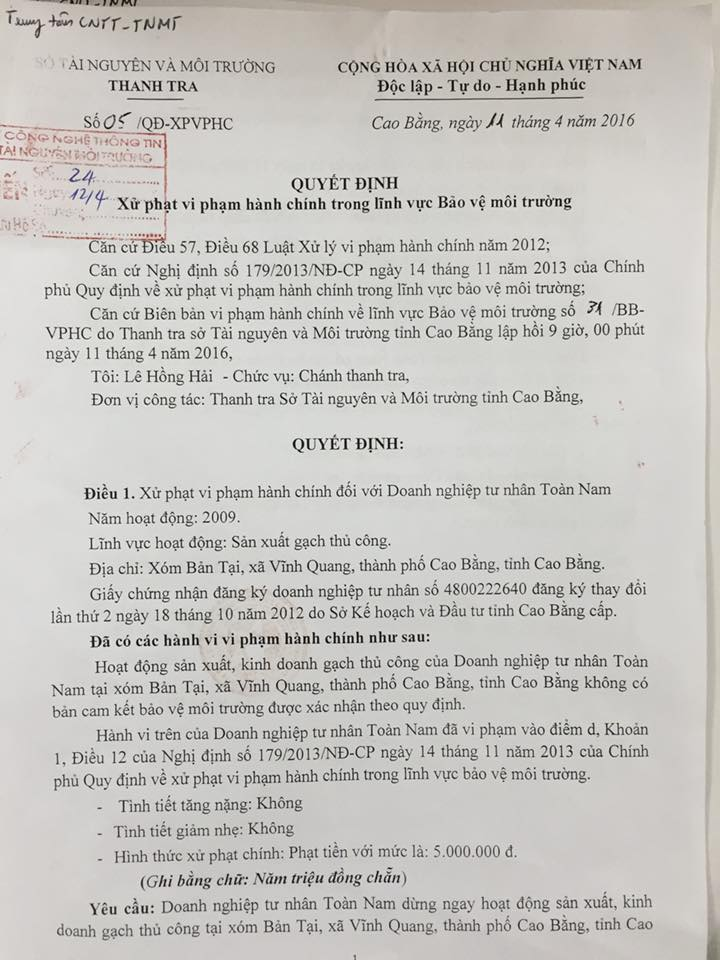 Trung tâm CNTT-TNMT
SỞ TÀI NGUYÊN VÀ MÔI TRƯỜNG
THANH TRA
CỘNG HÒA XÃ HỘI CHỦ NGHĨA VIỆT NAM
Độc lập - Tự do - Hạnh phúc
Số 05 /QĐ-XPVPHC
Cao Bằng, ngày 11 tháng 4 năm 2016
CÔNG NGHỆ THÔNG TIN
TÀI NGUYÊN MÔI TRƯỜNG
24
12/4
QUYẾT ĐỊNH
Xử phạt vi phạm hành chính trong lĩnh vực Bảo vệ môi trường
Căn cứ Điều 57, Điều 68 Luật Xử lý vi phạm hành chính năm 2012;
Căn cứ Nghị định số 179/2013/NĐ-CP ngày 14 tháng 11 năm 2013 của Chính
phủ Quy định về xử phạt vi phạm hành chính trong lĩnh vực bảo vệ môi trường;
Căn cứ Biên bản vi phạm hành chính về lĩnh vực Bảo vệ môi trường số 31 /BB-
VPHC do Thanh tra sở Tài nguyên và Môi trường tỉnh Cao Bằng lập hồi 9 giờ, 00 phút
ngày 11 tháng 4 năm 2016,
Tôi: Lê Hồng Hải - Chức vụ: Chánh thanh tra,
Đơn vị công tác: Thanh tra Sở Tài nguyên và Môi trường tỉnh Cao Bằng,
QUYẾT ĐỊNH:
Điều 1. Xử phạt vi phạm hành chính đối với Doanh nghiệp tư nhân Toàn Nam
Năm hoạt động: 2009.
Lĩnh vực hoạt động: Sản xuất gạch thủ công.
Địa chỉ: Xóm Bản Tại, xã Vĩnh Quang, thành phố Cao Bằng, tỉnh Cao Bằng.
Giấy chứng nhận đăng ký doanh nghiệp tư nhân số 4800222640 đăng ký thay đổi
lần thứ 2 ngày 18 tháng 10 năm 2012 do Sở Kế hoạch và Đầu tư tỉnh Cao Bằng cấp.
Đã có các hành vi vi phạm hành chính như sau:
Hoạt động sản xuất, kinh doanh gạch thủ công của Doanh nghiệp tư nhân Toàn
Nam tại xóm Bản Tại, xã Vĩnh Quang, thành phố Cao Bằng, tỉnh Cao Bằng không có
bản cam kết bảo vệ môi trường được xác nhận theo quy định.
Hành vi trên của Doanh nghiệp tư nhân Toàn Nam đã vi phạm vào điểm d, Khoản
1, Điều 12 của Nghị định số 179/2013/NĐ-CP ngày 14 tháng 11 năm 2013 của Chính
phủ Quy định về xử phạt vi phạm hành chính trong lĩnh vực bảo vệ môi trường.
- Tình tiết tăng nặng: Không
- Tình tiết giảm nhẹ: Không
- Hình thức xử phạt chính: Phạt tiền với mức là: 5.000.000 đ.
(Ghi bằng chữ: Năm triệu đồng chẵn)
Yêu cầu: Doanh nghiệp tư nhân Toàn Nam dừng ngay hoạt động sản xuất, kinh
doanh gạch thủ công tại xóm Bản Tại, xã Vĩnh Quang, thành phố Cao Bằng, tỉnh Cao